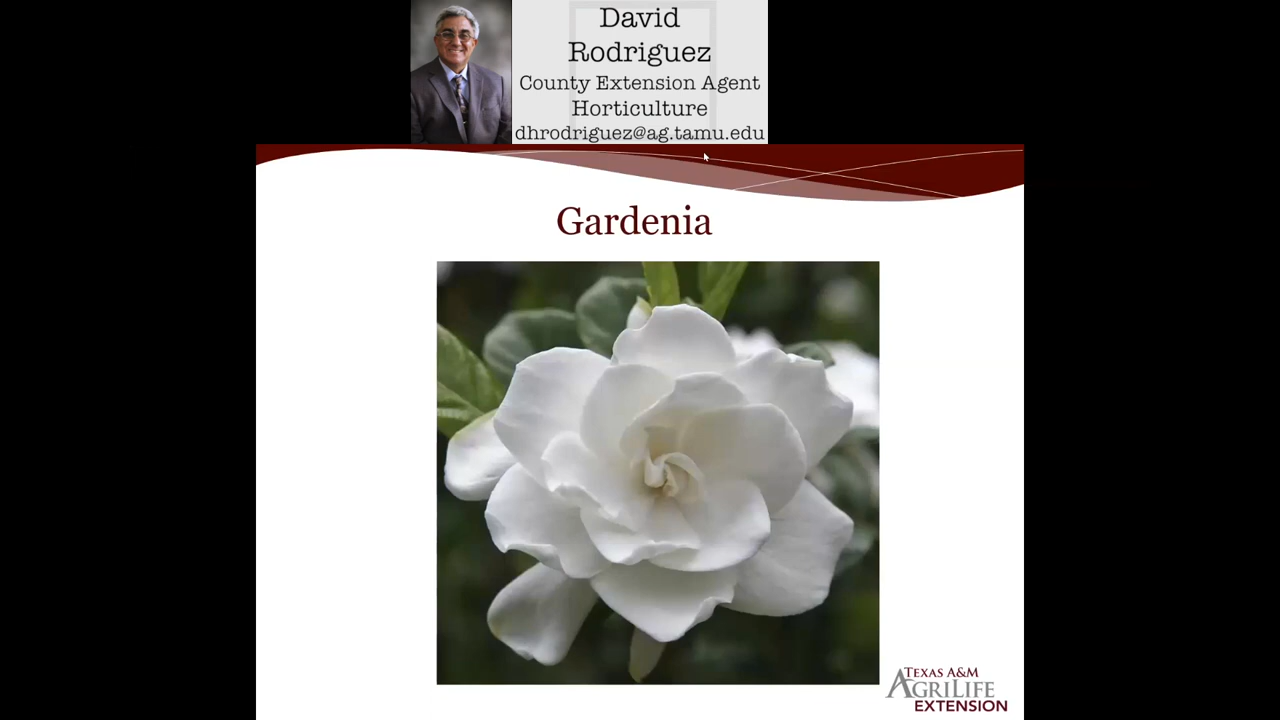 David
Rodriguez
County Extension Agent
Horticulture
dhrodriguez@ag.tamu.edu
Gardenia
TEXAS A&M
AGRILIFE
EXTENSION